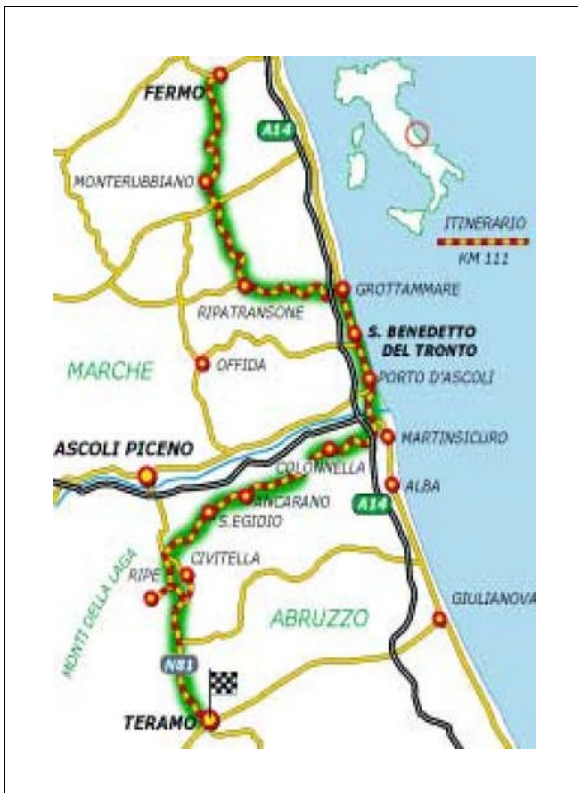 FERMO
A14
MONTERUBBIANO
ITINERARIO
KM 111
RIPATRANSONE
GROTTAMMARE
S. BENEDETTO
DEL TRONTO
MARCHE
OFFIDA
PORTO D'ASCOLI
ASCOLI PICENO
MARTINSICURO
COLONNELLA
ANCARANO
ALBA
A14
S.EGIDIO
CIVITELLA
RIPE
MONTI DELLA LAGA
ABRUZZO
GIULIANOVA
N81
TERAMO